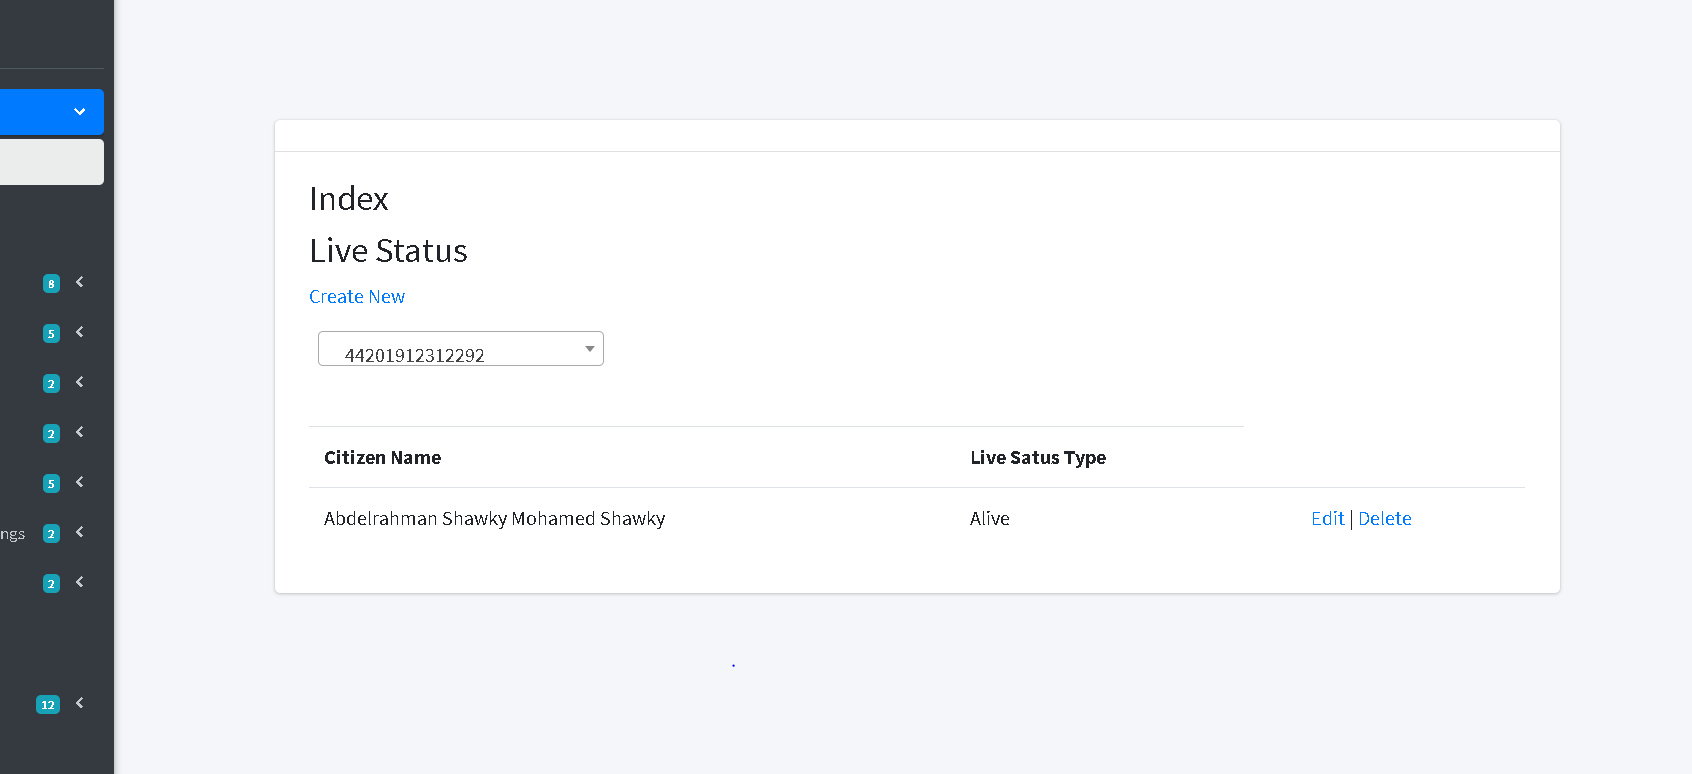 Index
Live Status
Create New
44201912312292
Citizen Name Live Satus Type
Abdelrahman Shawky Mohamed Shawky Alive Edit | Delete
8
5
2
2
5
ngs 2
2
12